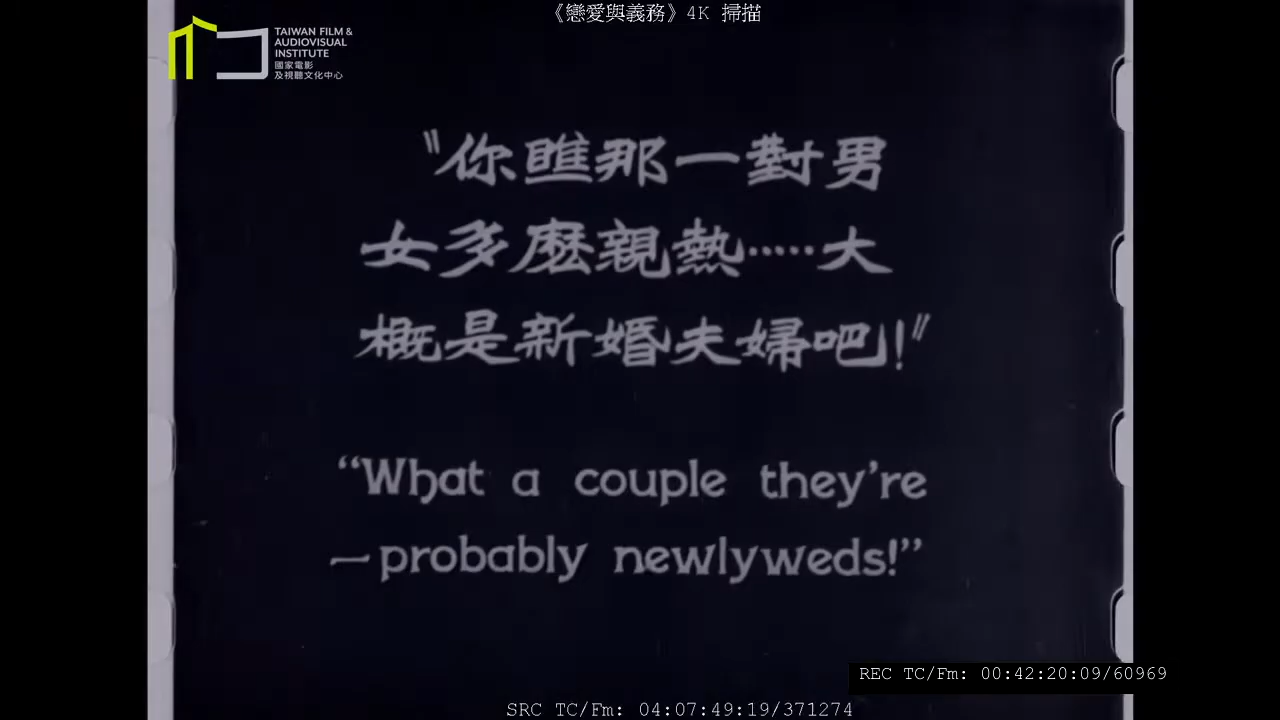 《戀愛與義務》4K 掃描
TAIWAN FILM &
AUDIOVISUAL
INSTITUTE
國家電影
及視聽文化中心
"你瞧那一對男
女多麽親熱……大
概是新婚夫婦吧!"
“What a couple they’re
—probably newlyweds!”
REC TC/Fm: 00:42:20:09/60969
SRC TC/Fm: 04:07:49:19/371274